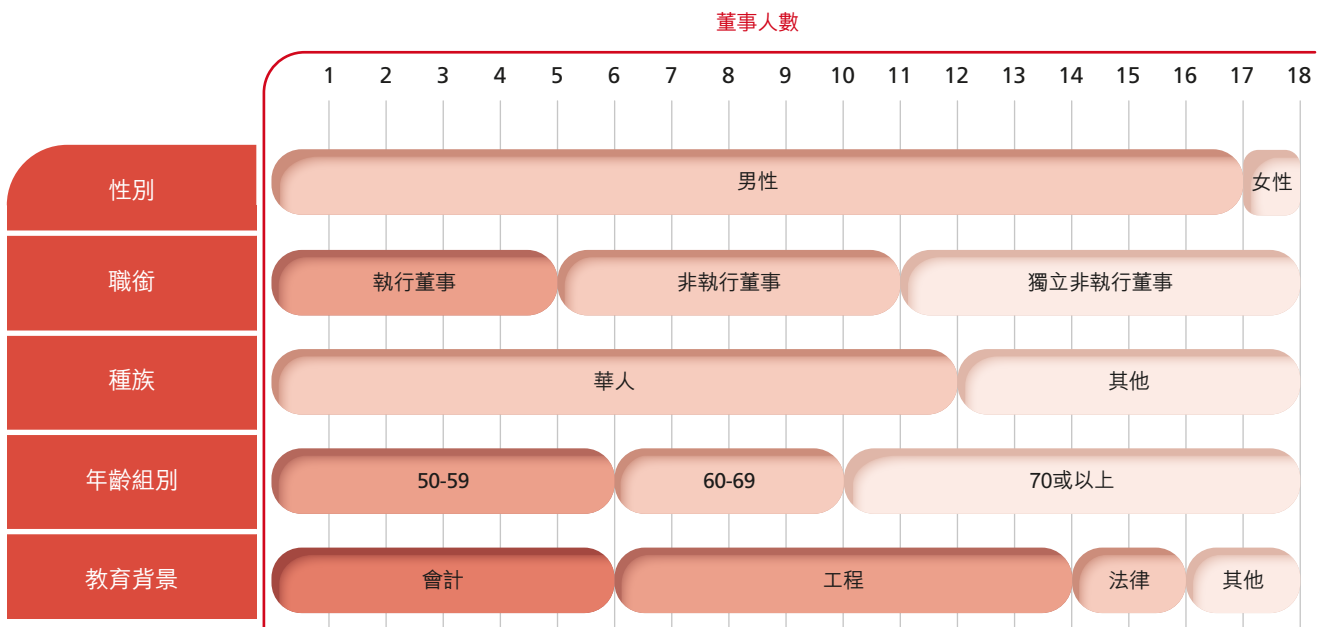 董事人數
1 2 3 4 5 6 7 8 9 10 11 12 13 14 15 16 17 18
性別 男性 女性
職銜 執行董事 非執行董事 獨立非執行董事
種族 華人 其他
年齡組別 50-59 60-69 70或以上
教育背景 會計 工程 法律 其他